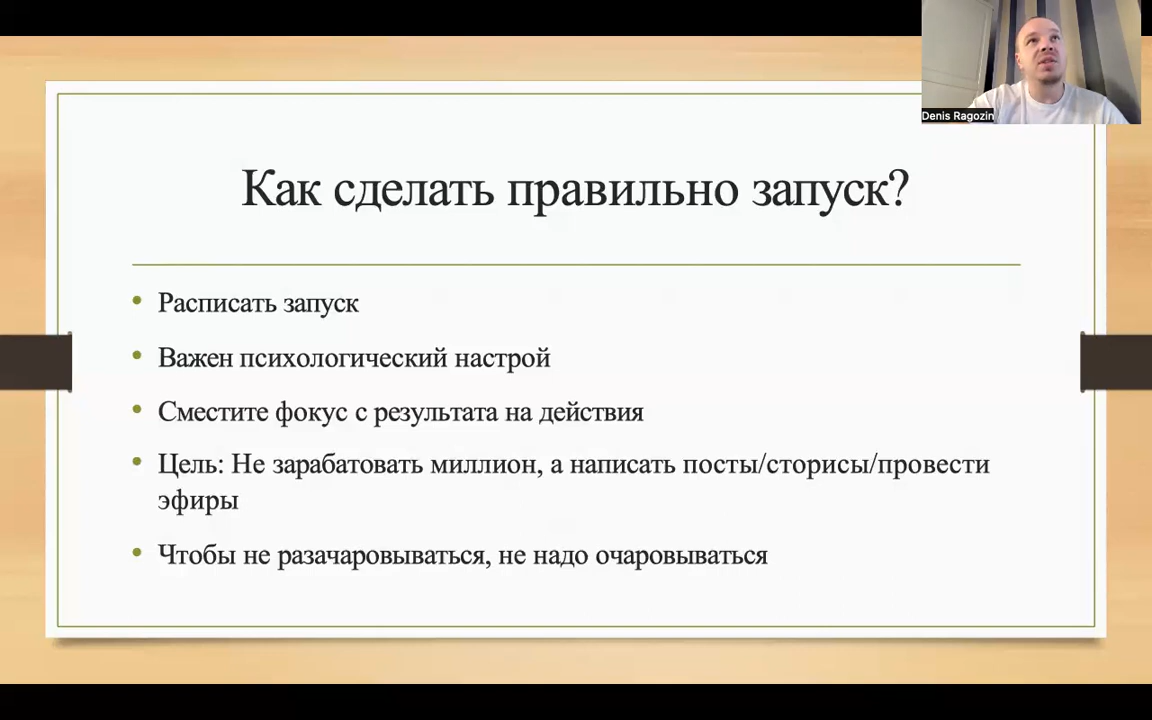 Denis Ragozin
Как сделать правильно запуск?
Расписать запуск
Важен психологический настрой
Сместите фокус с результата на действия
Цель: Не зарабатовать миллион, а написать посты/сторисы/провести
эфиры
Чтобы не разачаровываться, не надо очаровываться